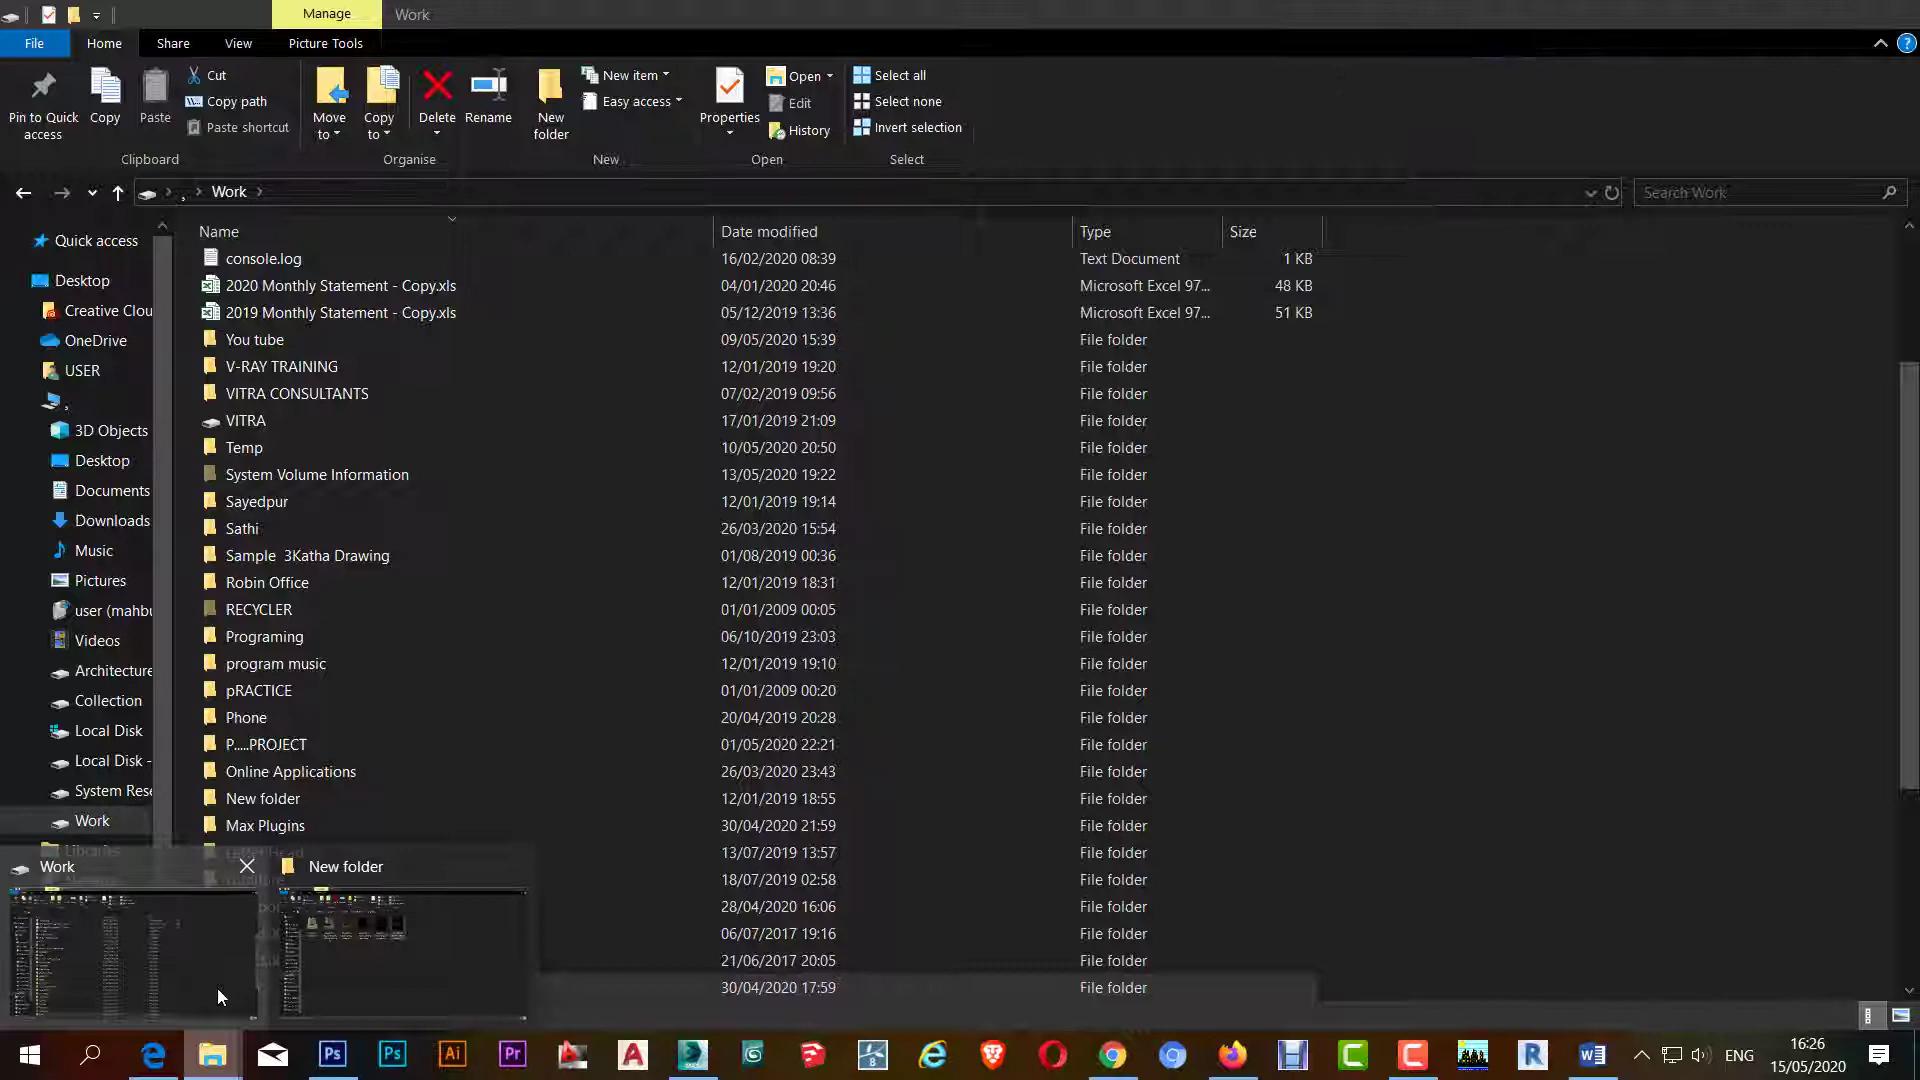 Manage
Work
File
Home
Share
View
Picture Tools
Pin to Quick access
Copy
Paste
Cut
Copy path
Paste shortcut
Clipboard
Move to
Copy to
Delete
Rename
Organise
New folder
New item
Easy access
New
Properties
Open
Edit
History
Open
Select all
Select none
Invert selection
Select
Work
Search Work
Name Date modified Type Size
Quick access
Desktop
Creative Clou
OneDrive
USER
,
3D Objects
Desktop
Documents
Downloads
Music
Pictures
user (mahbu
Videos
Architecture
Collection
Local Disk
Local Disk -
System Rese
Work
console.log 16/02/2020 08:39 Text Document 1 KB
2020 Monthly Statement - Copy.xls 04/01/2020 20:46 Microsoft Excel 97... 48 KB
2019 Monthly Statement - Copy.xls 05/12/2019 13:36 Microsoft Excel 97... 51 KB
You tube 09/05/2020 15:39 File folder
V-RAY TRAINING 12/01/2019 19:20 File folder
VITRA CONSULTANTS 07/02/2019 09:56 File folder
VITRA 17/01/2019 21:09 File folder
Temp 10/05/2020 20:50 File folder
System Volume Information 13/05/2020 19:22 File folder
Sayedpur 12/01/2019 19:14 File folder
Sathi 26/03/2020 15:54 File folder
Sample  3Katha Drawing 01/08/2019 00:36 File folder
Robin Office 12/01/2019 18:31 File folder
RECYCLER 01/01/2009 00:05 File folder
Programing 06/10/2019 23:03 File folder
program music 12/01/2019 19:10 File folder
pRACTICE 01/01/2009 00:20 File folder
Phone 20/04/2019 20:28 File folder
P.....PROJECT 01/05/2020 22:21 File folder
Online Applications 26/03/2020 23:43 File folder
New folder 12/01/2019 18:55 File folder
Max Plugins 30/04/2020 21:59 File folder
13/07/2019 13:57 File folder
18/07/2019 02:58 File folder
28/04/2020 16:06 File folder
06/07/2017 19:16 File folder
21/06/2017 20:05 File folder
30/04/2020 17:59 File folder
Work
New folder
ENG
16:26
15/05/2020